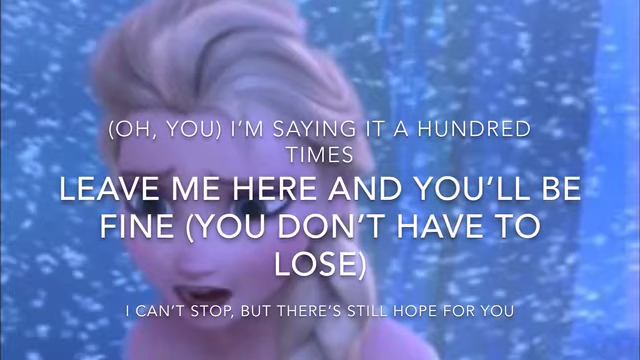 (OH, YOU) I’M SAYING IT A HUNDRED
TIMES
LEAVE ME HERE AND YOU’LL BE
FINE (YOU DON’T HAVE TO
LOSE)
I CAN’T STOP, BUT THERE’S STILL HOPE FOR YOU